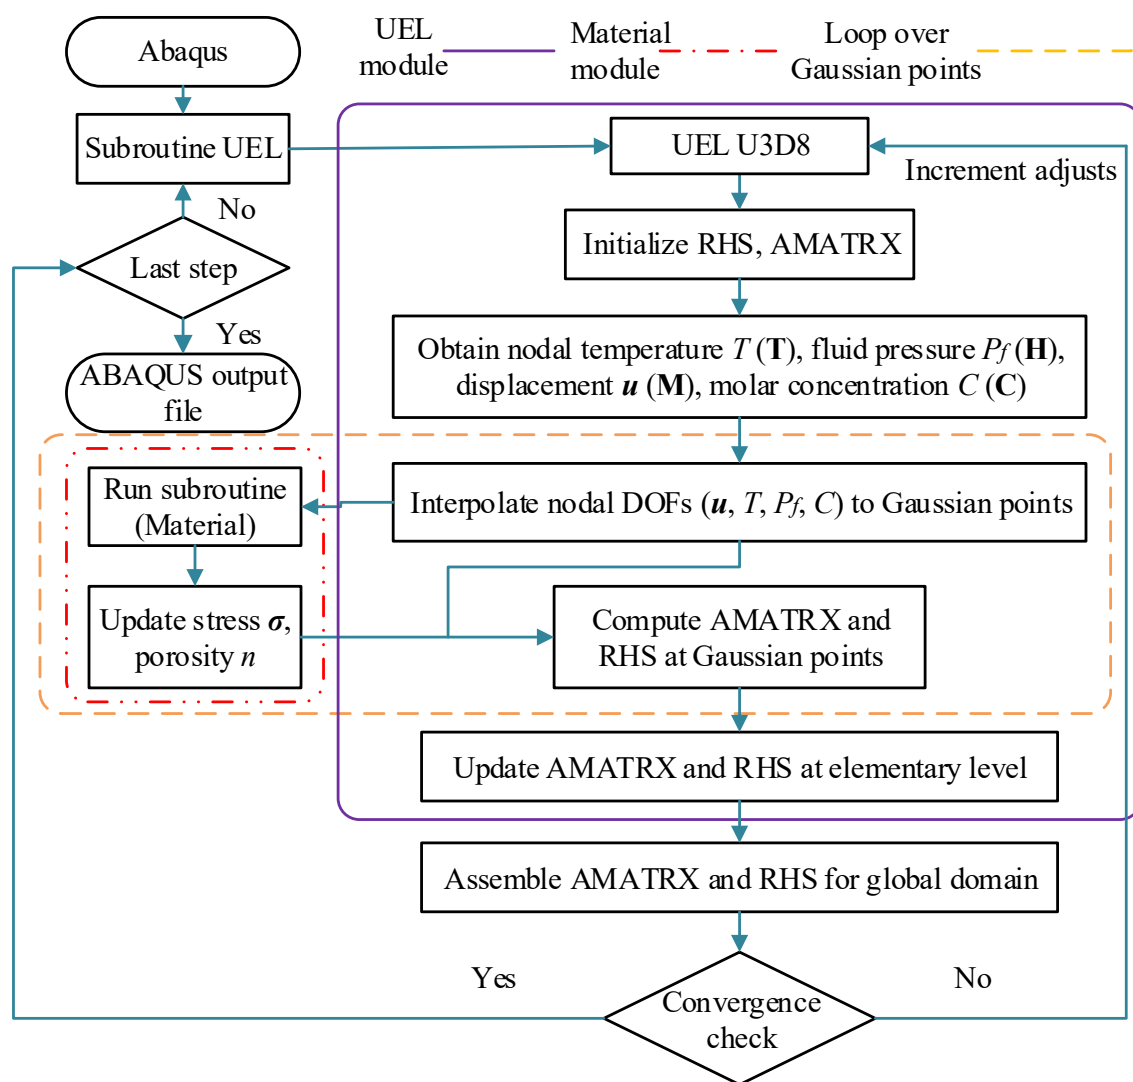 Abaqus
UEL
module
Material
module
Loop over
Gaussian points
Subroutine UEL
UEL U3D8
Increment adjusts
No
Initialize RHS, AMATRX
Last step
Yes
Obtain nodal temperature T (T), fluid pressure Pf (H),
displacement u (M), molar concentration C (C)
ABAQUS output
file
Run subroutine
(Material)
Interpolate nodal DOFs (u, T, Pf, C) to Gaussian points
Update stress σ,
porosity n
Compute AMATRX and
RHS at Gaussian points
Update AMATRX and RHS at elementary level
Assemble AMATRX and RHS for global domain
Yes
No
Convergence
check